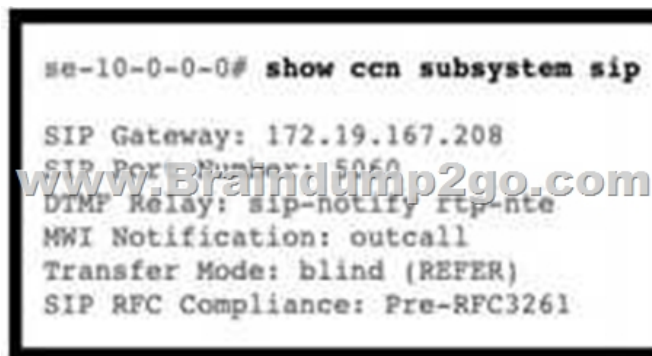 se-10-0-0-0# show ccn subsystem sip
SIP Gateway: 172.19.167.208
SIP Port Number: 5060
www.Braindump2go.com
DTMF Relay: sip-notify rtp-nte
MWI Notification: outcall
Transfer Mode: blind (REFER)
SIP RFC Compliance: Pre-RFC3261